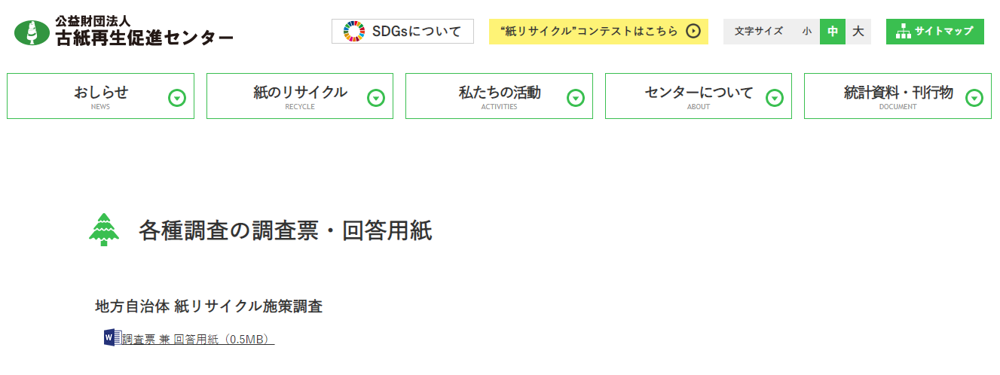 公益財団法人
古紙再生促進センター
SDGsについて
“紙リサイクル”コンテストはこちら
文字サイズ 小 中 大
サイトマップ
おしらせ
NEWS
紙のリサイクル
RECYCLE
私たちの活動
ACTIVITIES
センターについて
ABOUT
統計資料・刊行物
DOCUMENT
各種調査の調査票・回答用紙
地方自治体 紙リサイクル施策調査
W 調査票 兼 回答用紙（0.5MB）